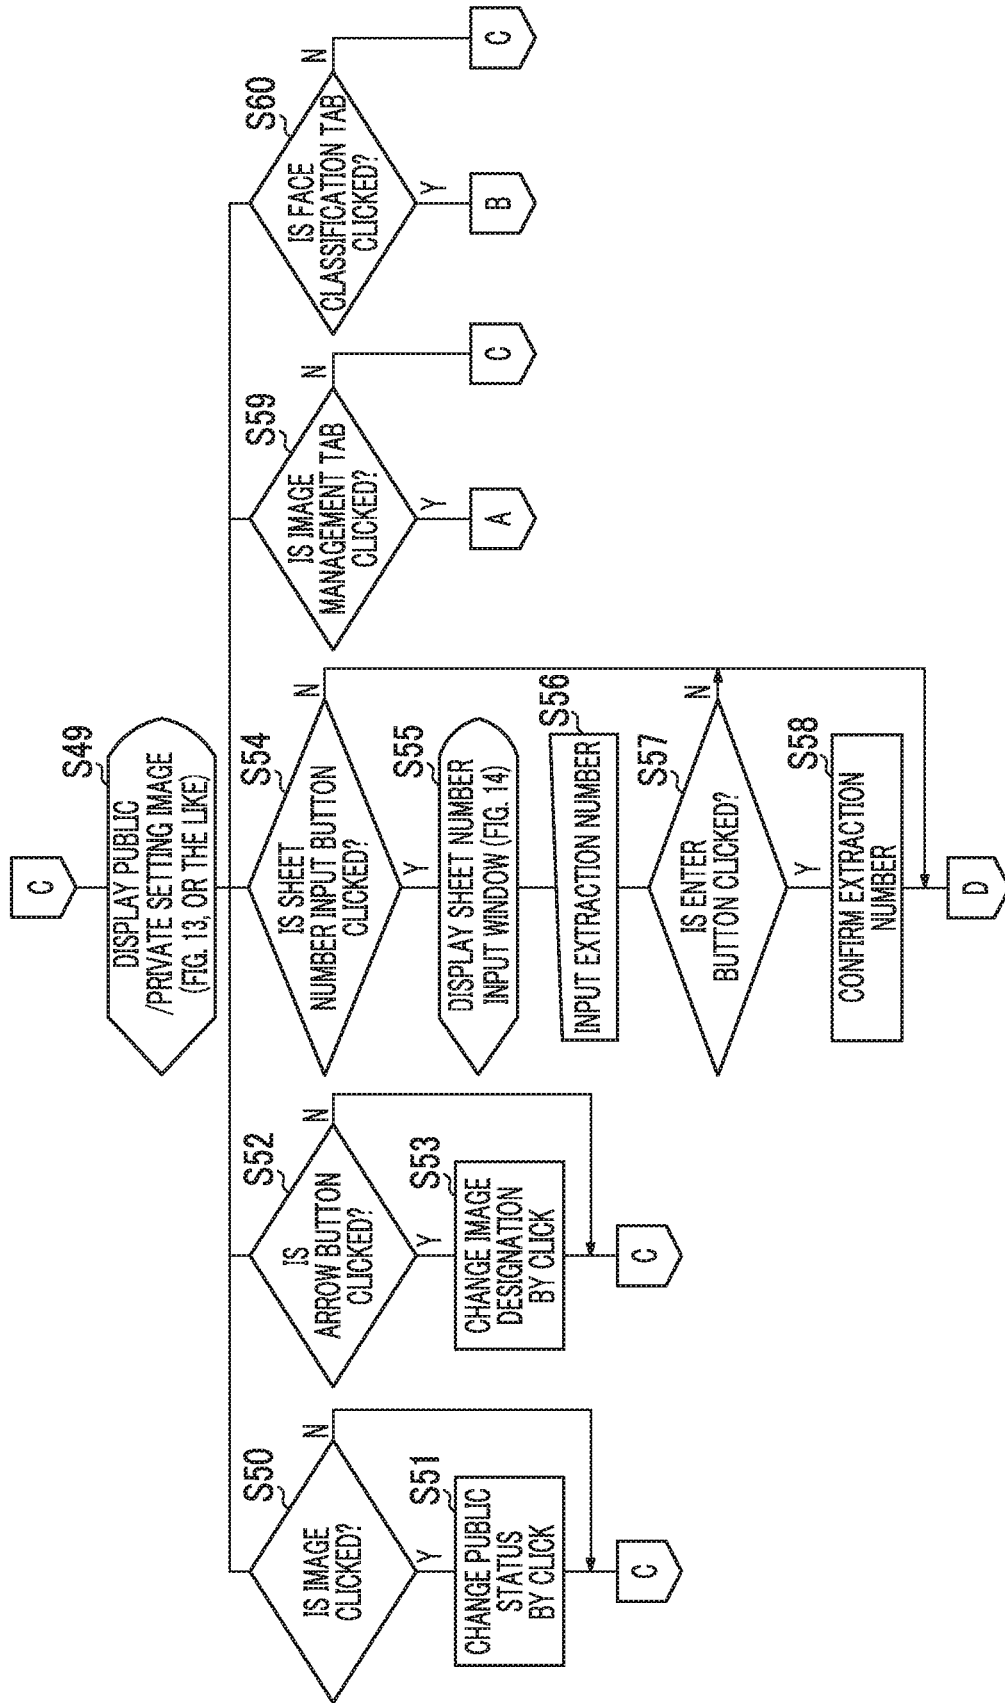 C
S49
DISPLAY PUBLIC
/PRIVATE SETTING IMAGE
(FIG. 13, OR THE LIKE)
S50
IS IMAGE
CLICKED?
N
Y
S51
CHANGE PUBLIC
STATUS
BY CLICK
C
S52
IS
ARROW BUTTON
CLICKED?
N
Y
S53
CHANGE IMAGE
DESIGNATION
BY CLICK
C
S54
IS SHEET
NUMBER INPUT BUTTON
CLICKED?
N
Y
S55
DISPLAY SHEET NUMBER
INPUT WINDOW (FIG. 14)
S56
INPUT EXTRACTION NUMBER
S57
IS ENTER
BUTTON CLICKED?
N
Y
S58
CONFIRM EXTRACTION
NUMBER
D
S59
IS IMAGE
MANAGEMENT TAB
CLICKED?
N
Y
A
C
S60
IS FACE
CLASSIFICATION TAB
CLICKED?
N
Y
B
C